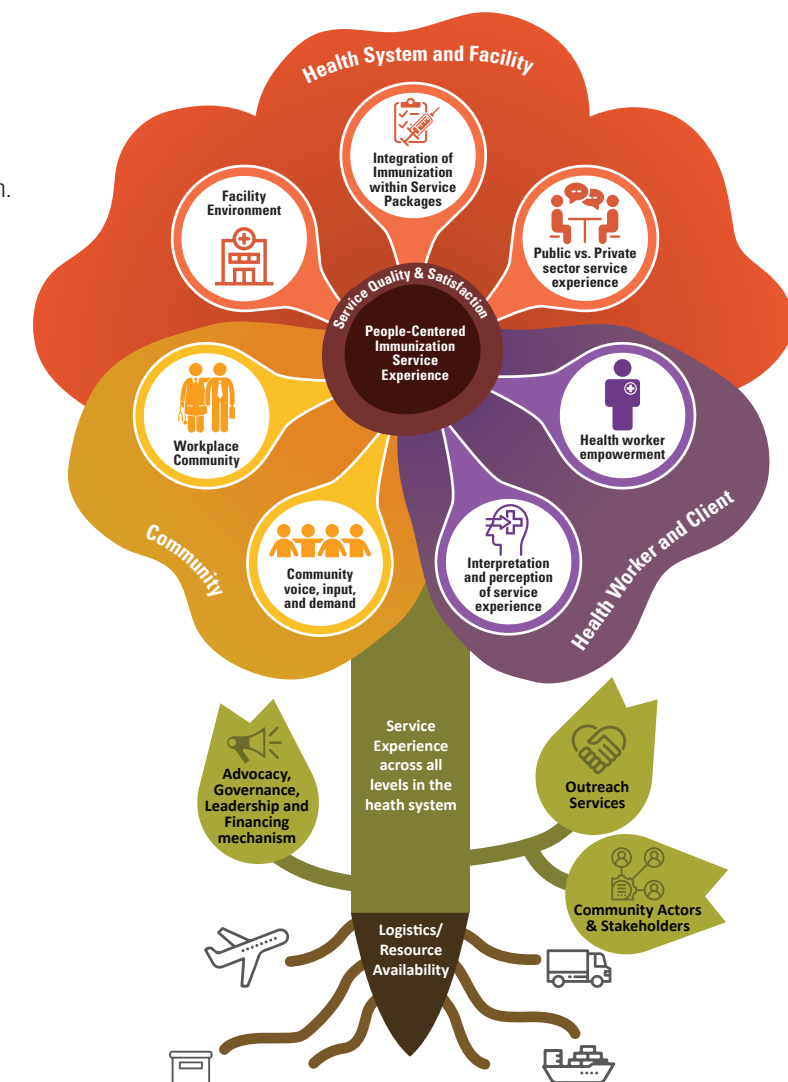 Health System and Facility
n.
Integration of
Immunization
within Service
Packages
Facility
Environment
Public vs. Private
sector service
experience
Service Quality & Satisfaction
People-Centered
Immunization
Service
Experience
Workplace
Community
Health worker
empowerment
Community
Community
voice, input,
and demand
Interpretation
and perception
of service
experience
Health Worker and Client
Service
Experience
across all
levels in the
heath system
Advocacy,
Governance,
Leadership and
Financing
mechanism
Outreach
Services
Community Actors
& Stakeholders
Logistics/
Resource
Availability